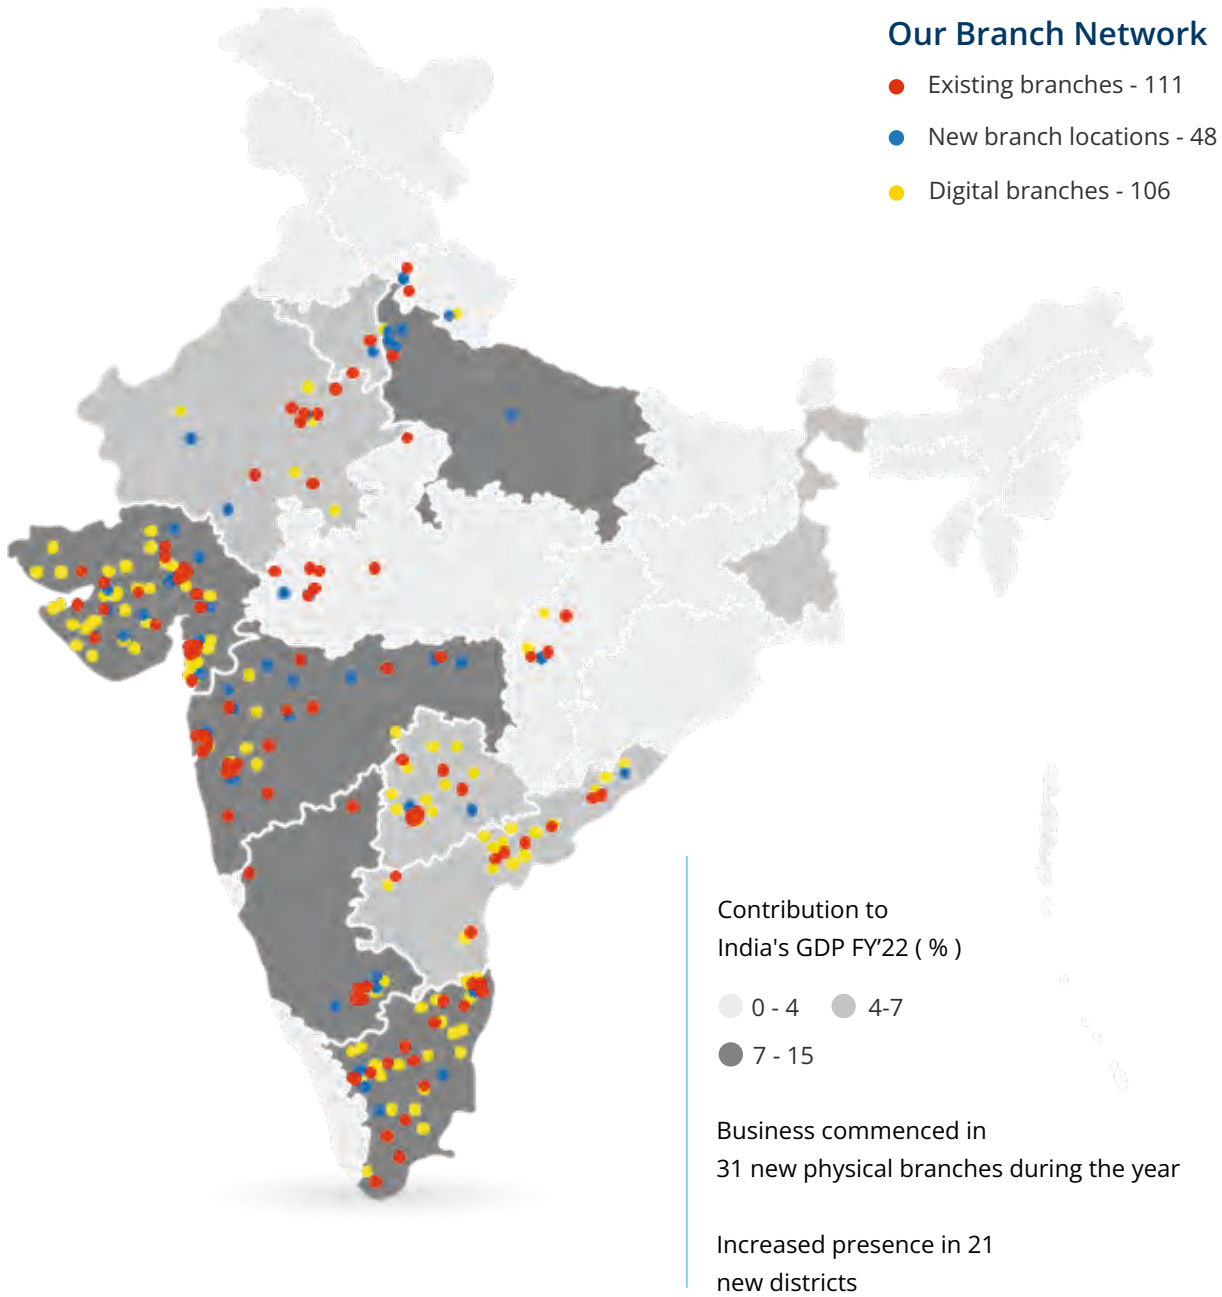 Our Branch Network
Existing branches - 111
New branch locations - 48
Digital branches - 106
Contribution to
India's GDP FY'22 ( % )
0 - 4
4-7
7 - 15
Business commenced in
31 new physical branches during the year
Increased presence in 21
new districts